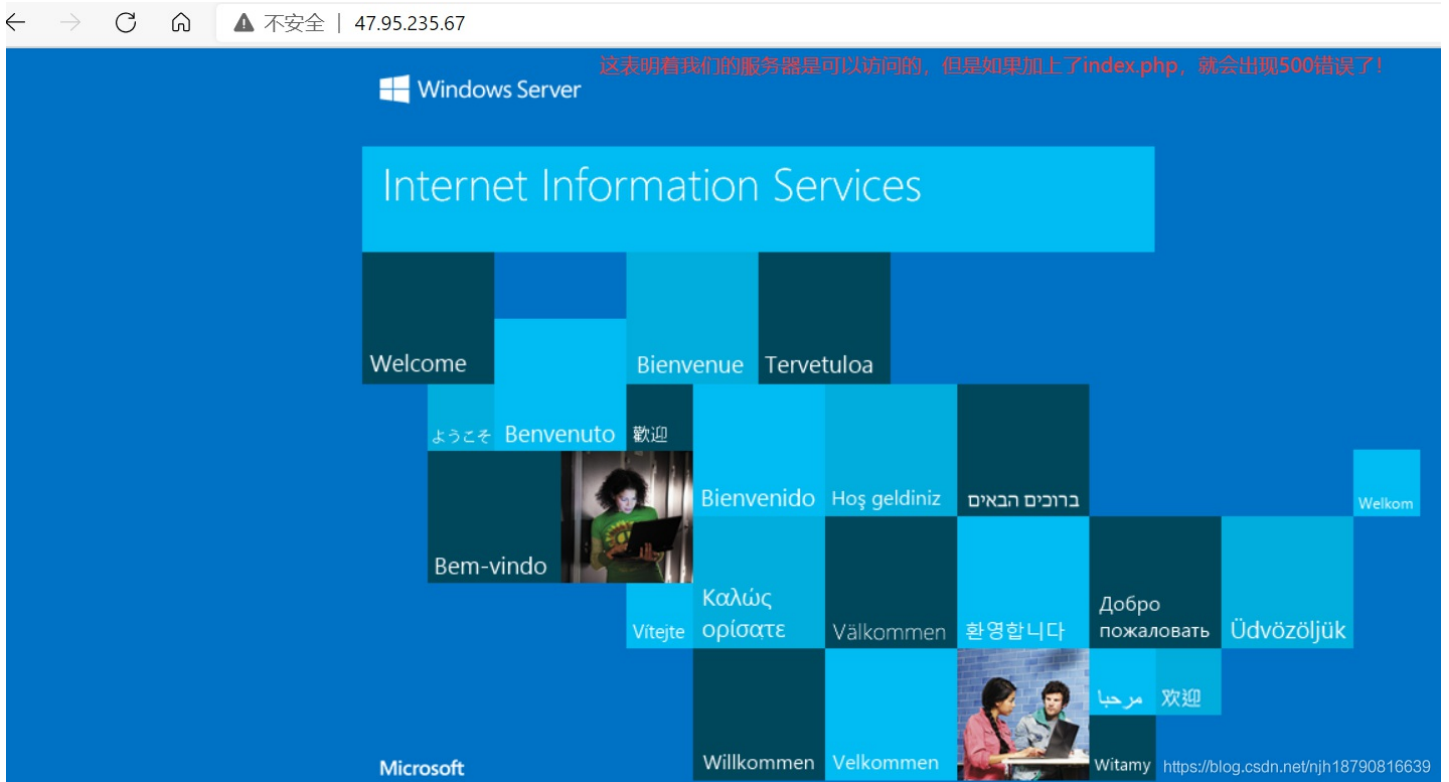 不安全 | 47.95.235.67
这表明着我们的服务器是可以访问的，但是如果加上了index.php，就会出现500错误了！
Windows Server
Internet Information Services
Welcome
Bienvenue
Tervetuloa
ようこそ
Benvenuto
歡迎
Bienvenido
Hoş geldiniz
ברוכים הבאים
Welkom
Bem-vindo
Vítejte
Καλώς
ορίσατε
Välkommen
환영합니다
Добро
пожаловать
Üdvözöljük
مرحبا
欢迎
Microsoft
Willkommen
Velkommen
Witamy
https://blog.csdn.net/njh18790816639